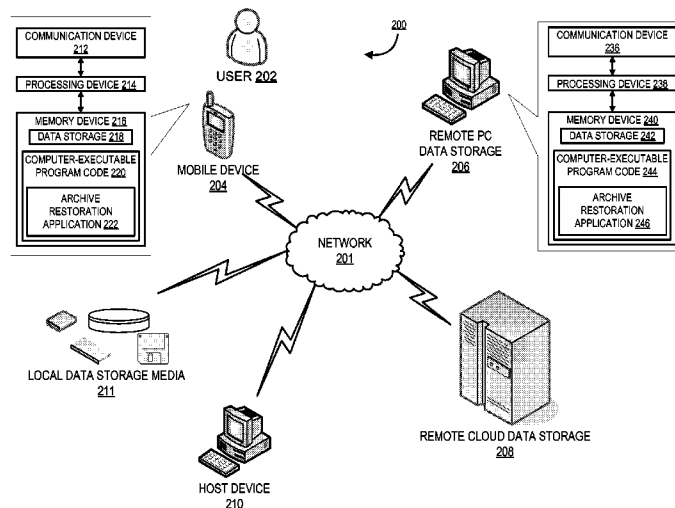 COMMUNICATION DEVICE
212
PROCESSING DEVICE 214
MEMORY DEVICE 216
DATA STORAGE 218
COMPUTER-EXECUTABLE
PROGRAM CODE 220
ARCHIVE
RESTORATION
APPLICATION 222
USER 202
200
MOBILE DEVICE
204
REMOTE PC
DATA STORAGE
206
COMMUNICATION DEVICE
236
PROCESSING DEVICE 238
MEMORY DEVICE 240
DATA STORAGE 242
COMPUTER-EXECUTABLE
PROGRAM CODE 244
ARCHIVE
RESTORATION
APPLICATION 246
NETWORK
201
LOCAL DATA STORAGE MEDIA
211
HOST DEVICE
210
REMOTE CLOUD DATA STORAGE
208